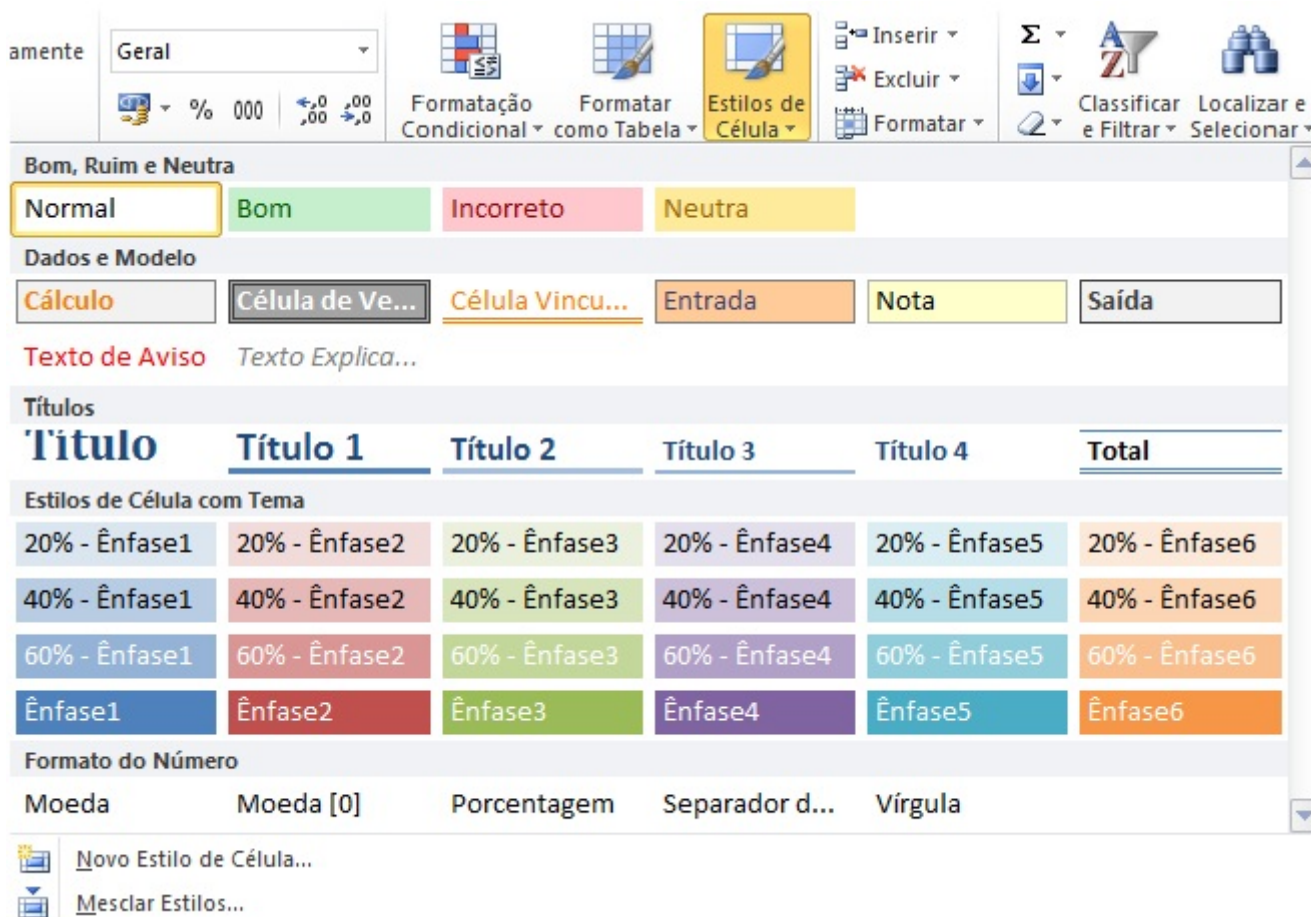 amente Geral Formatação Condicional Formatar como Tabela Estilos de Célula Inserir Σ Classificar e Filtrar Localizar e Selecionar
% 000 ,0 ,00 ,00 ,0 Excluir
Formatar
Bom, Ruim e Neutra
Normal Bom Incorreto Neutra
Dados e Modelo
Cálculo Célula de Ve... Célula Vincu... Entrada Nota Saída
Texto de Aviso Texto Explica...
Títulos
Título Título 1 Título 2 Título 3 Título 4 Total
Estilos de Célula com Tema
20% - Ênfase1 20% - Ênfase2 20% - Ênfase3 20% - Ênfase4 20% - Ênfase5 20% - Ênfase6
40% - Ênfase1 40% - Ênfase2 40% - Ênfase3 40% - Ênfase4 40% - Ênfase5 40% - Ênfase6
60% - Ênfase1 60% - Ênfase2 60% - Ênfase3 60% - Ênfase4 60% - Ênfase5 60% - Ênfase6
Ênfase1 Ênfase2 Ênfase3 Ênfase4 Ênfase5 Ênfase6
Formato do Número
Moeda Moeda [0] Porcentagem Separador d... Vírgula
Novo Estilo de Célula...
Mesclar Estilos...